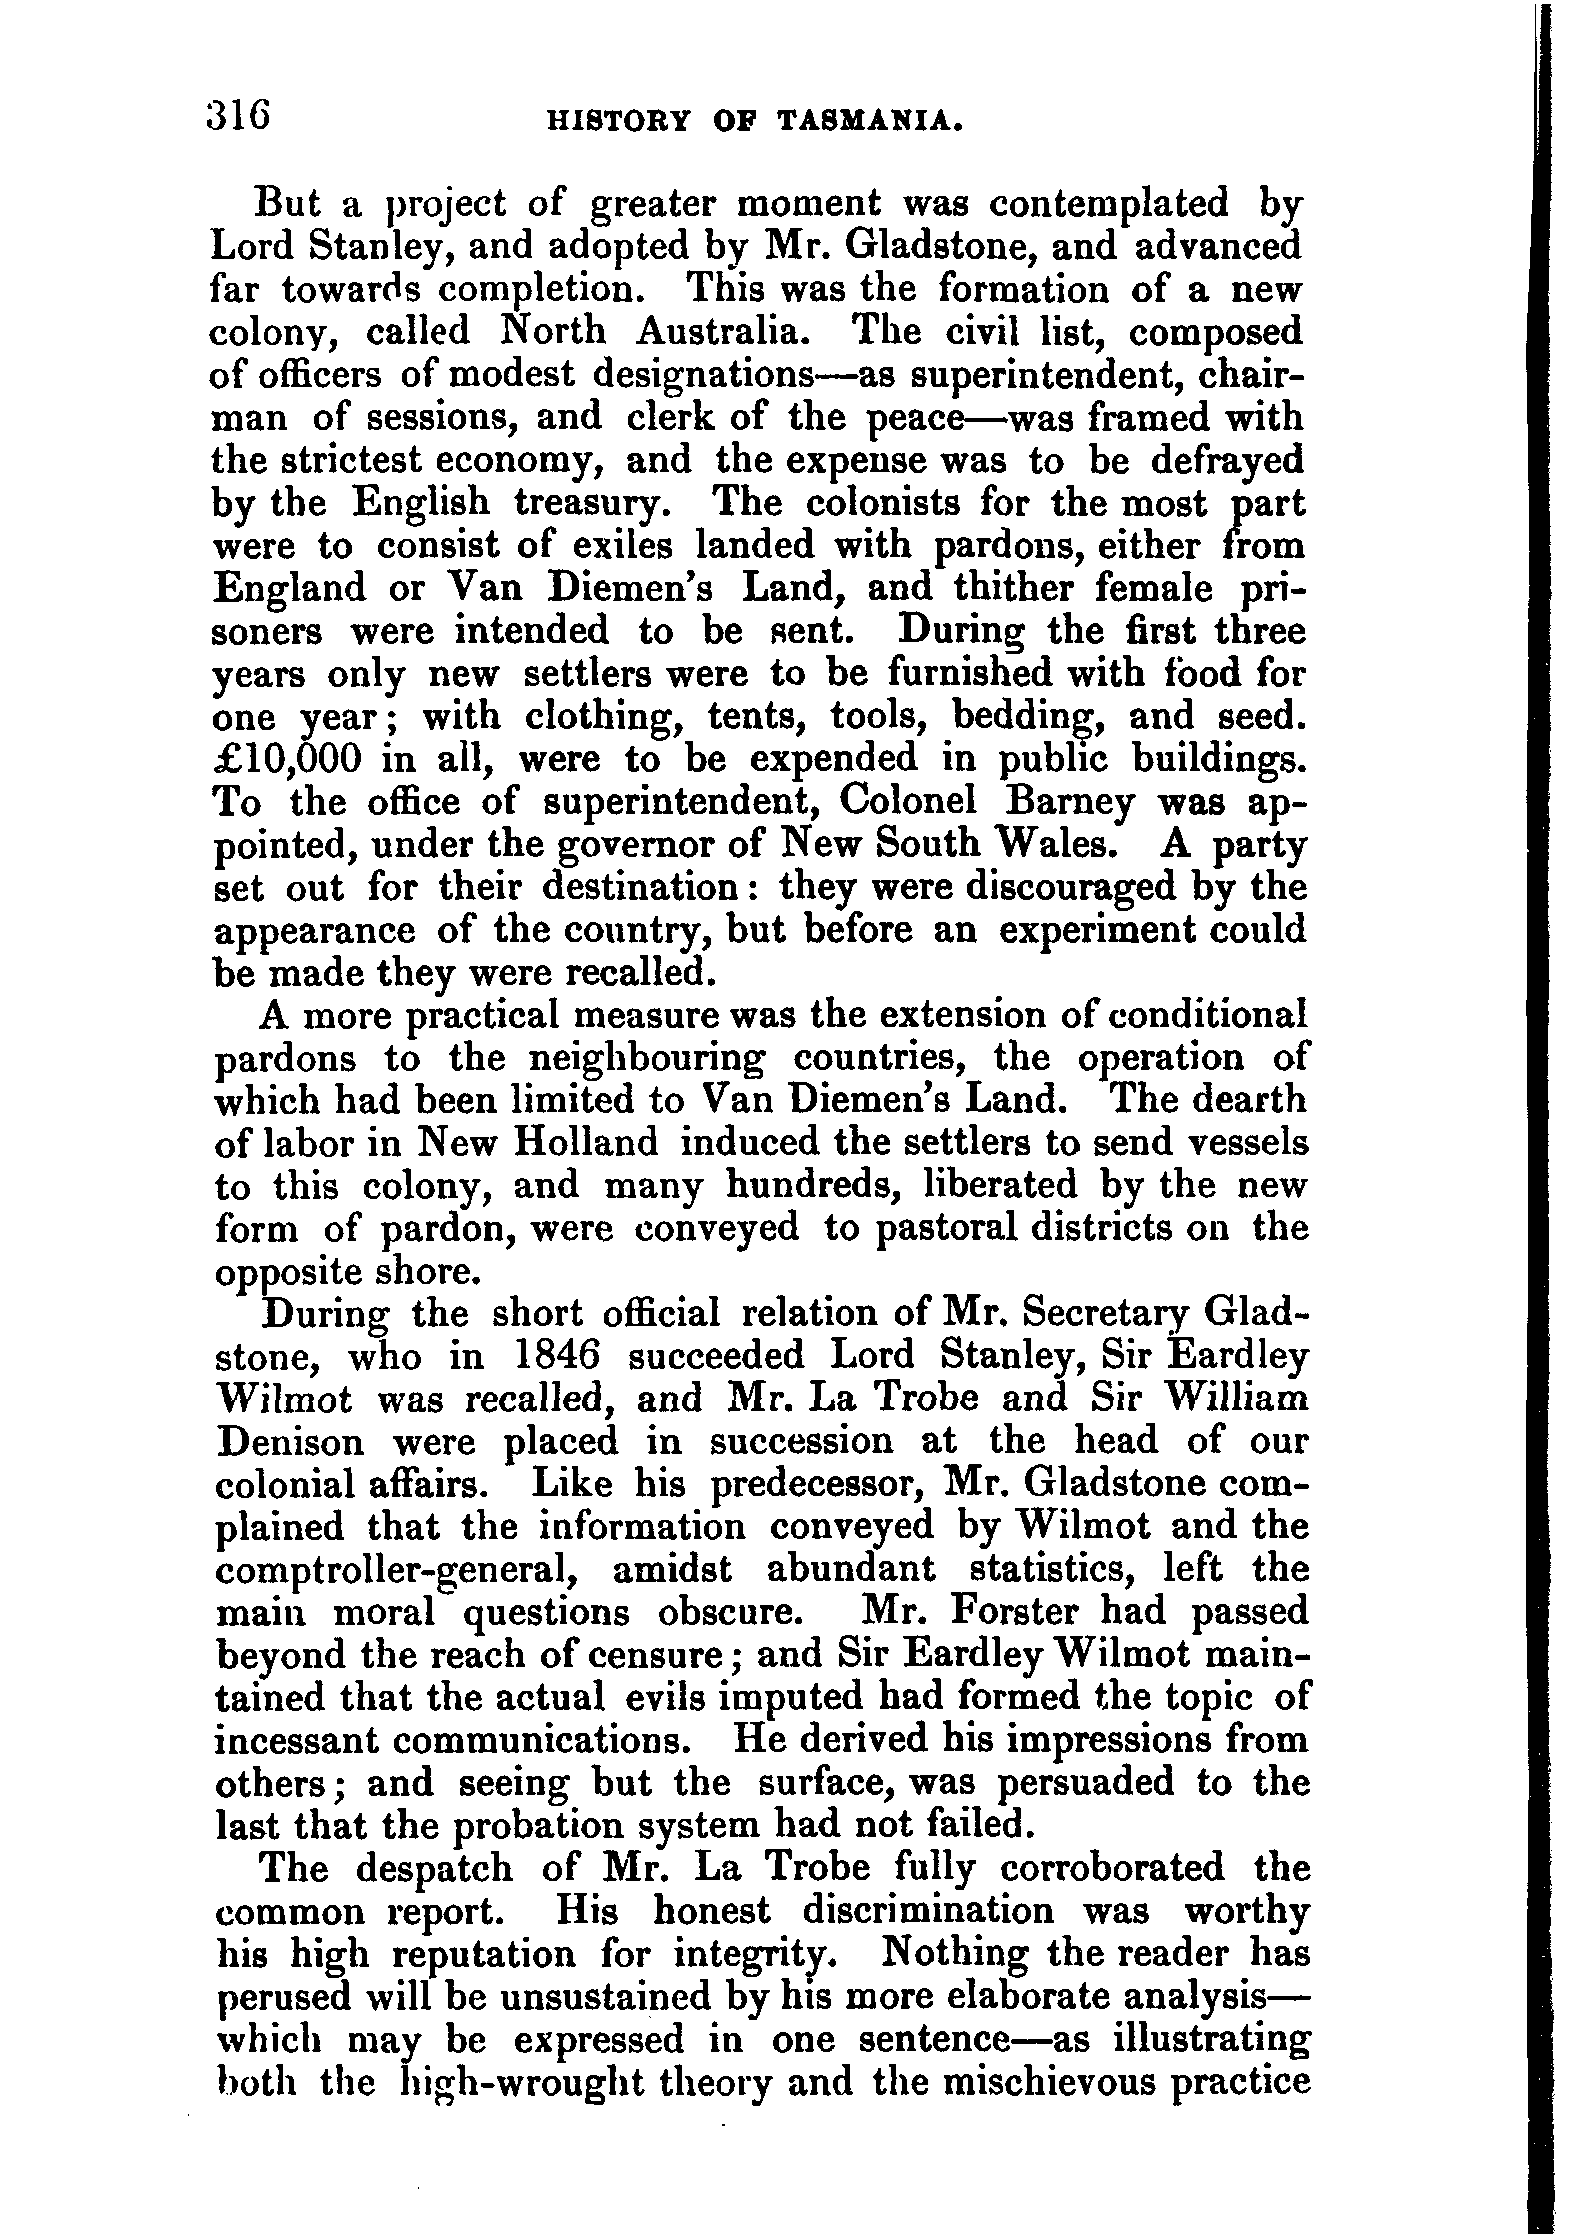 316 HISTORY OF TASMANIA.
But a project of greater moment was contemplated by
Lord Stanley, and adopted by Mr. Gladstone, and advanced
far towards completion. This was the formation of a new
colony, called North Australia. The civil list, composed
of officers of modest designations—as superintendent, chair-
man of sessions, and clerk of the peace—was framed with
the strictest economy, and the expense was to be defrayed
by the English treasury. The colonists for the most part
were to consist of exiles landed with pardons, either from
England or Van Diemen's Land, and thither female pri-
soners were intended to be sent. During the first three
years only new settlers were to be furnished with food for
one year; with clothing, tents, tools, bedding, and seed.
£10,000 in all, were to be expended in public buildings.
To the office of superintendent, Colonel Barney was ap-
pointed, under the governor of New South Wales. A party
set out for their destination: they were discouraged by the
appearance of the country, but before an experiment could
be made they were recalled.
A more practical measure was the extension of conditional
pardons to the neighbouring countries, the operation of
which had been limited to Van Diemen's Land. The dearth
of labor in New Holland induced the settlers to send vessels
to this colony, and many hundreds, liberated by the new
form of pardon, were conveyed to pastoral districts on the
opposite shore.
During the short official relation of Mr. Secretary Glad-
stone, who in 1846 succeeded Lord Stanley, Sir Eardley
Wilmot was recalled, and Mr. La Trobe and Sir William
Denison were placed in succession at the head of our
colonial affairs. Like his predecessor, Mr. Gladstone com-
plained that the information conveyed by Wilmot and the
comptroller-general, amidst abundant statistics, left the
main moral questions obscure. Mr. Forster had passed
beyond the reach of censure; and Sir Eardley Wilmot main-
tained that the actual evils imputed had formed the topic of
incessant communications. He derived his impressions from
others; and seeing but the surface, was persuaded to the
last that the probation system had not failed.
The despatch of Mr. La Trobe fully corroborated the
common report. His honest discrimination was worthy
his high reputation for integrity. Nothing the reader has
perused will be unsustained by his more elaborate analysis—
which may be expressed in one sentence—as illustrating
both the high-wrought theory and the mischievous practice